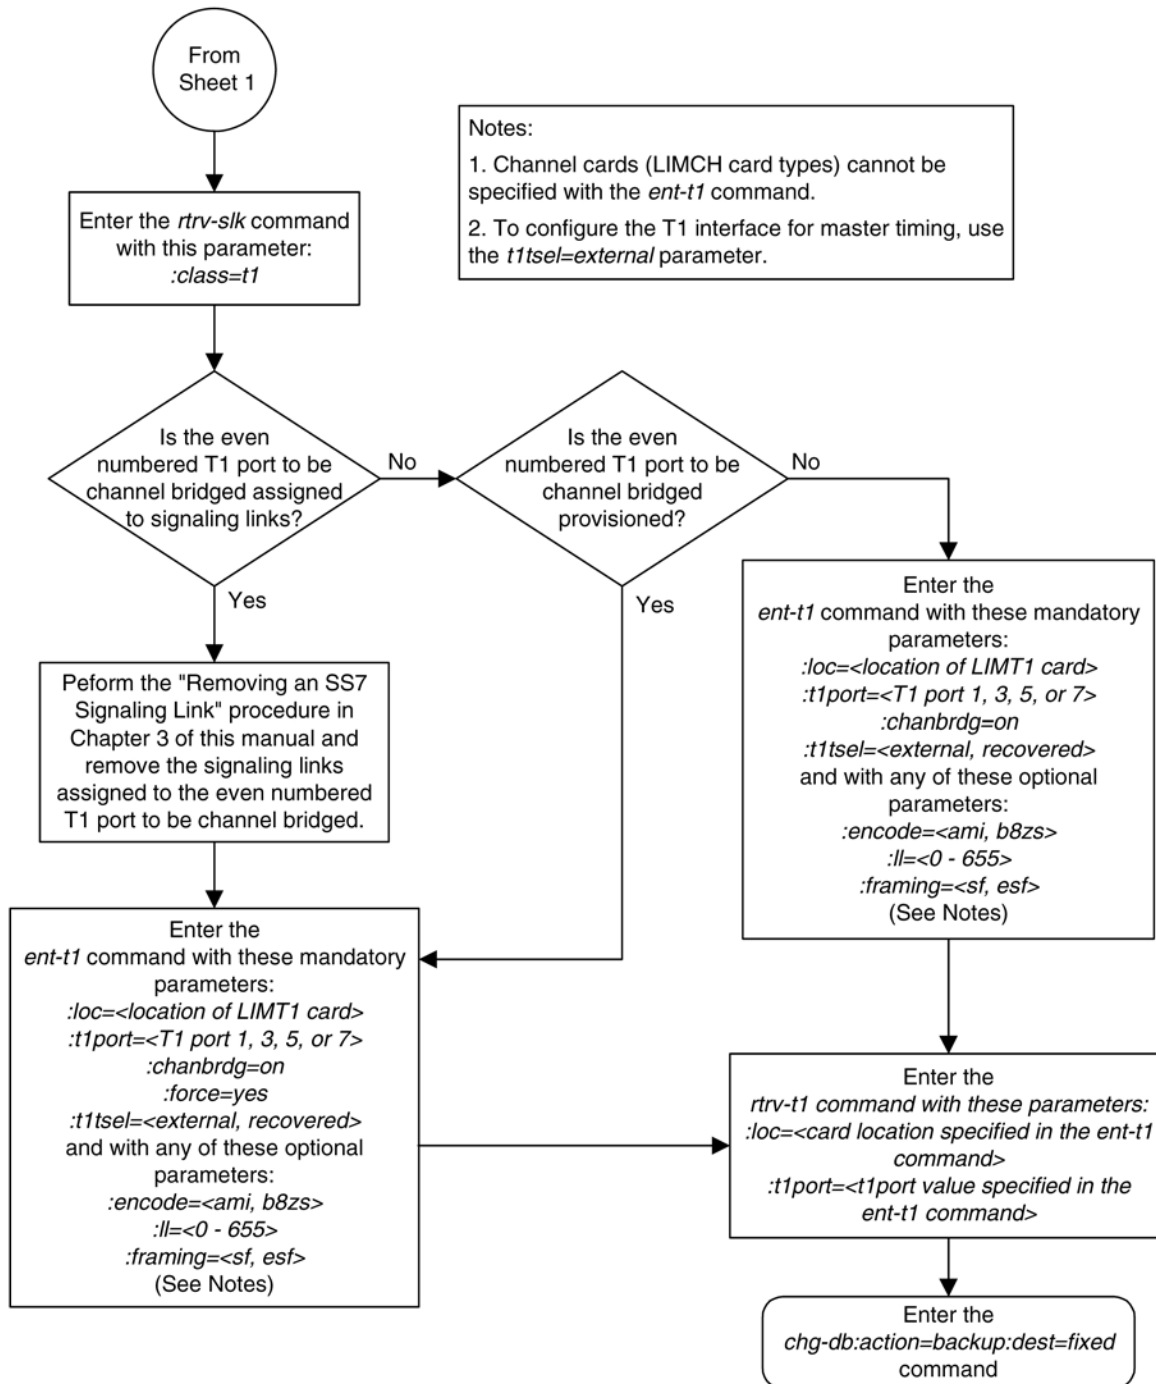 From
Sheet 1
Notes:
1. Channel cards (LIMCH card types) cannot be
specified with the ent-t1 command.
2. To configure the T1 interface for master timing, use
the t1tsel=external parameter.
Enter the rtrv-slk command
with this parameter:
:class=t1
Is the even
numbered T1 port to be
channel bridged assigned
to signaling links?
No
Is the even
numbered T1 port to be
channel bridged
provisioned?
No
Yes
Yes
Peform the "Removing an SS7
Signaling Link" procedure in
Chapter 3 of this manual and
remove the signaling links
assigned to the even numbered
T1 port to be channel bridged.
Enter the
ent-t1 command with these mandatory
parameters:
:loc=<location of LIMT1 card>
:t1port=<T1 port 1, 3, 5, or 7>
:chanbrdg=on
:t1tsel=<external, recovered>
and with any of these optional
parameters:
:encode=<ami, b8zs>
:ll=<0 - 655>
:framing=<sf, esf>
(See Notes)
Enter the
ent-t1 command with these mandatory
parameters:
:loc=<location of LIMT1 card>
:t1port=<T1 port 1, 3, 5, or 7>
:chanbrdg=on
:force=yes
:t1tsel=<external, recovered>
and with any of these optional
parameters:
:encode=<ami, b8zs>
:ll=<0 - 655>
:framing=<sf, esf>
(See Notes)
Enter the
rtrv-t1 command with these parameters:
:loc=<card location specified in the ent-t1
command>
:t1port=<t1port value specified in the
ent-t1 command>
Enter the
chg-db:action=backup:dest=fixed
command